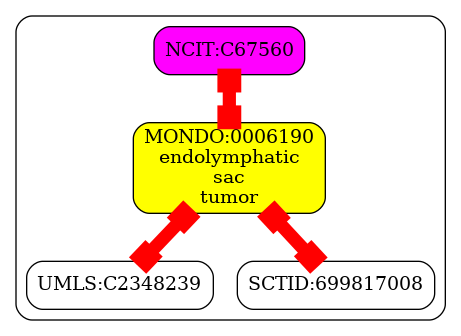 NCIT:C67560
MONDO:0006190
endolymphatic
sac
tumor
UMLS:C2348239
SCTID:699817008